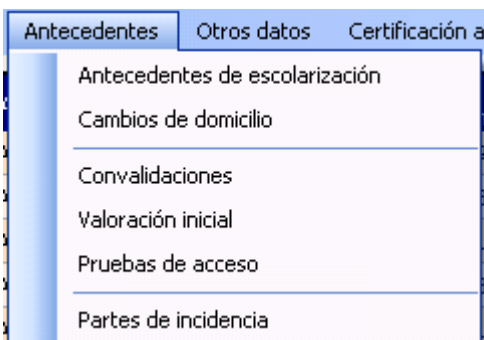 Antecedentes Otros datos Certificación a
Antecedentes de escolarización
Cambios de domicilio
Convalidaciones
Valoración inicial
Pruebas de acceso
Partes de incidencia